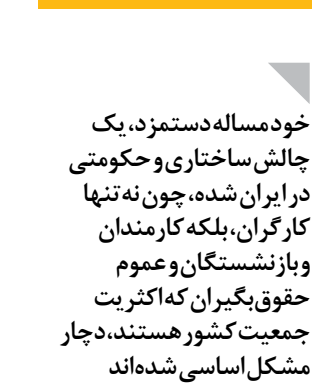 خود مساله دستمزد، یک
چالش ساختاری و حکومتی
در ایران شده، چون نه تنها
کارگران، بلکه کارمندان
و بازنشستگان و عموم
حقوق‌بگیران که اکثریت
جمعیت کشور هستند، دچار
مشکل اساسی شده‌اند